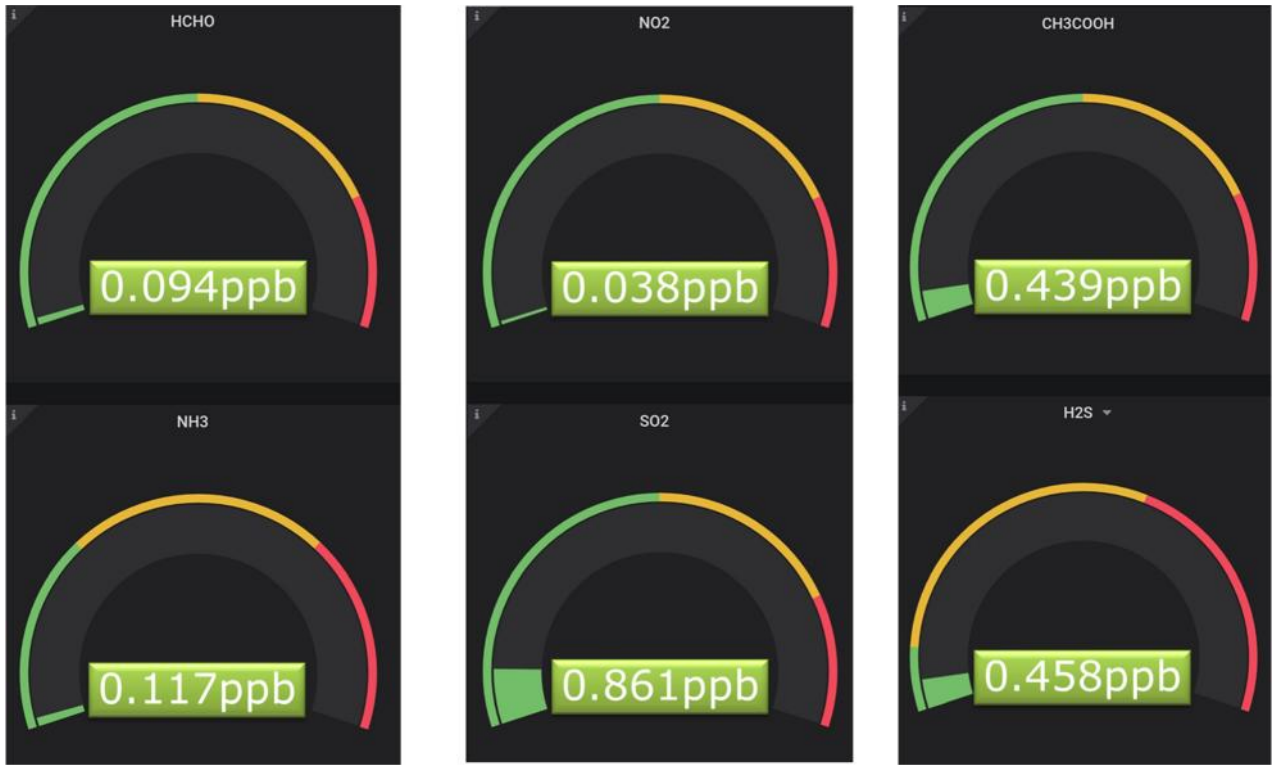 HCHO
0.094ppb
NO2
0.038ppb
CH3COOH
0.439ppb
NH3
0.117ppb
SO2
0.861ppb
H2S
0.458ppb